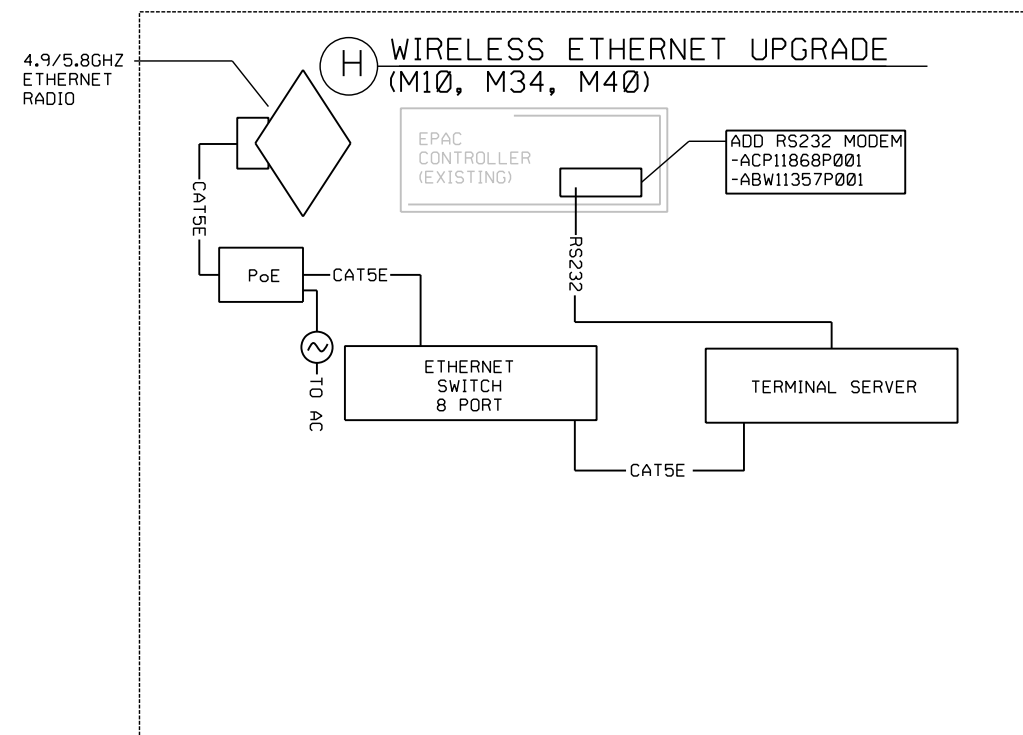 4.9/5.8GHZ
ETHERNET
RADIO
H
WIRELESS ETHERNET UPGRADE
(M10, M34, M40)
EPAC
CONTROLLER
(EXISTING)
ADD RS232 MODEM
-ACP11868P001
-ABW11357P001
CAT5E
RS232
PoE
CAT5E
TO AC
ETHERNET
SWITCH
8 PORT
TERMINAL SERVER
CAT5E